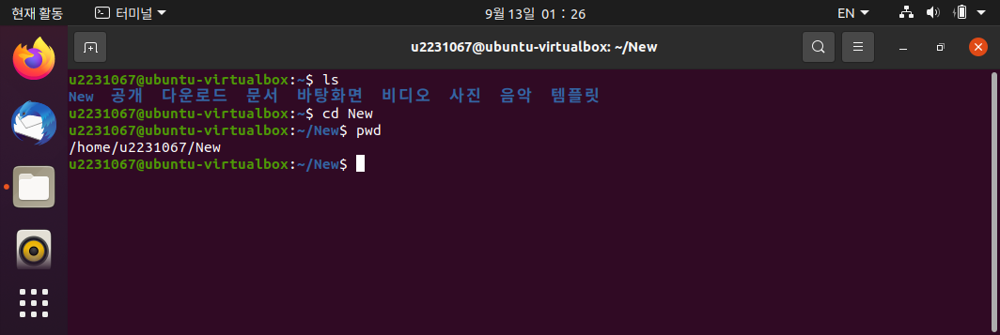 현재 활동 터미널 9월 13일 01 : 26 EN
u2231067@ubuntu-virtualbox: ~/New
u2231067@ubuntu-virtualbox:~$ ls
New 공개 다운로드 문서 바탕화면 비디오 사진 음악 템플릿
u2231067@ubuntu-virtualbox:~$ cd New
u2231067@ubuntu-virtualbox:~/New$ pwd
/home/u2231067/New
u2231067@ubuntu-virtualbox:~/New$